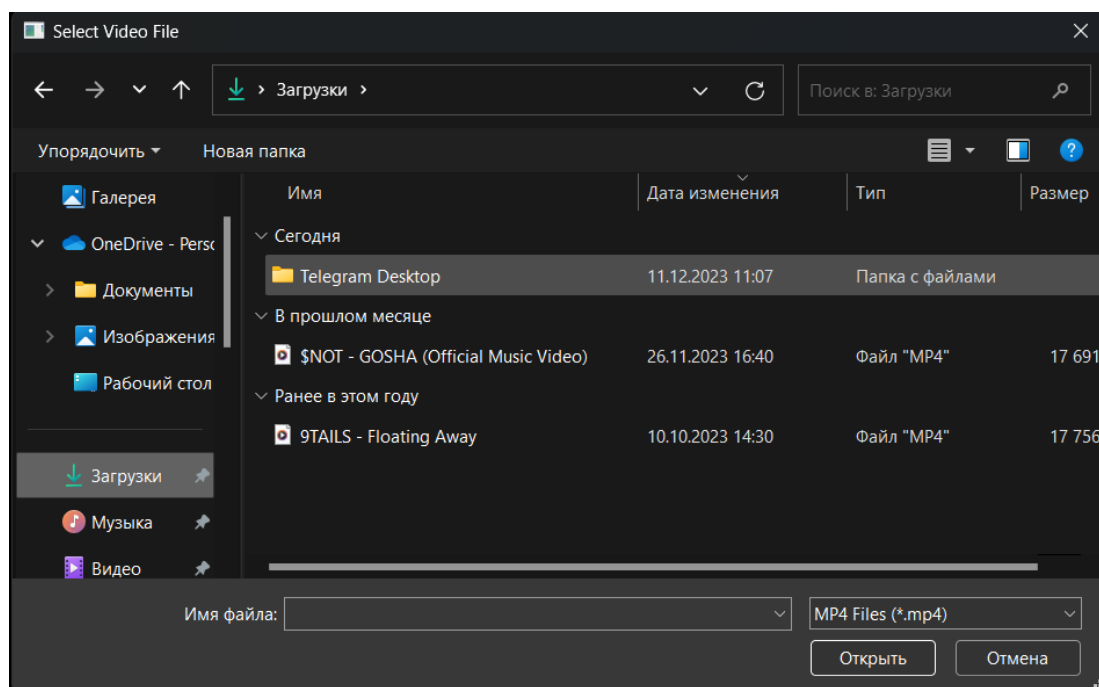 Select Video File
Загрузки
Поиск в: Загрузки
Упорядочить Новая папка
Имя Дата изменения Тип Размер
Галерея
OneDrive - Persc
Документы
Изображения
Рабочий стол
Загрузки
Музыка
Видео
Сегодня
Telegram Desktop 11.12.2023 11:07 Папка с файлами
В прошлом месяце
$NOT - GOSHA (Official Music Video) 26.11.2023 16:40 Файл "MP4" 17 691
Ранее в этом году
9TAILS - Floating Away 10.10.2023 14:30 Файл "MP4" 17 756
Имя файла: MP4 Files (*.mp4)
Открыть Отмена